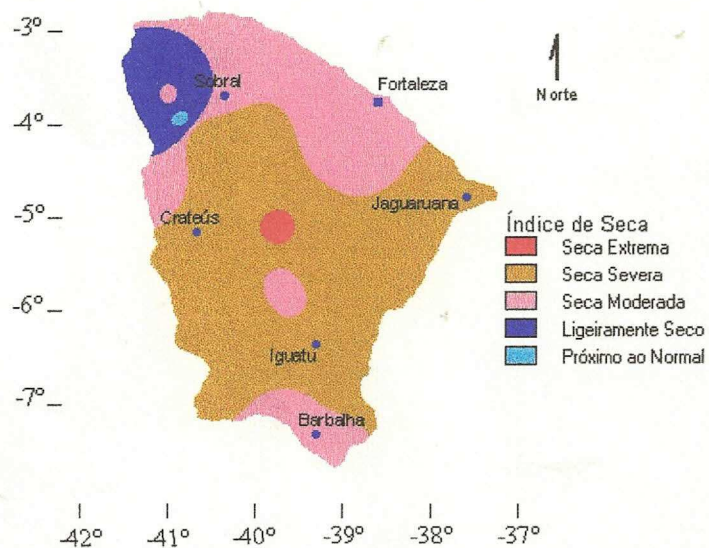 -3°
Sobral
Fortaleza
Norte
-4°
Jaguaruana
-5°
Crateús
Índice de Seca
Seca Extrema
Seca Severa
Seca Moderada
Ligeiramente Seco
Próximo ao Normal
-6°
Iguatu
-7°
Barbalha
-42° -41° -40° -39° -38° -37°